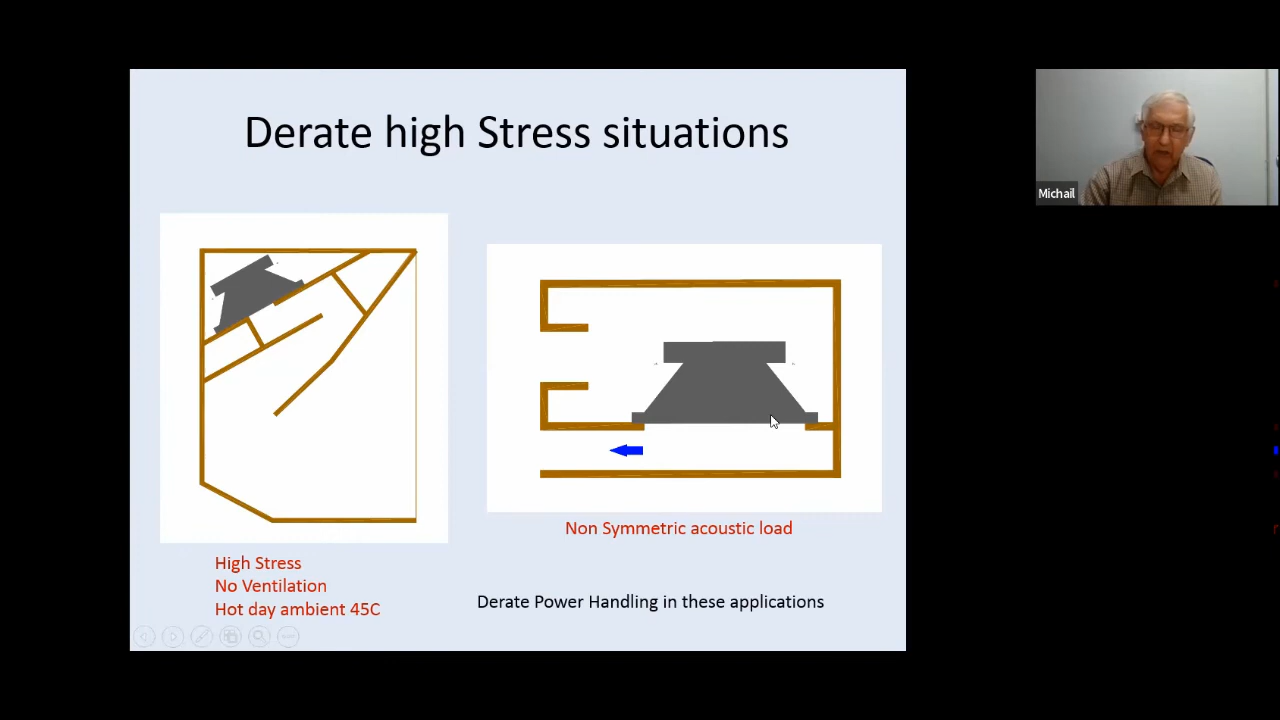 Derate high Stress situations
Michail
Non Symmetric acoustic load
High Stress
No Ventilation
Hot day ambient 45C
Derate Power Handling in these applications